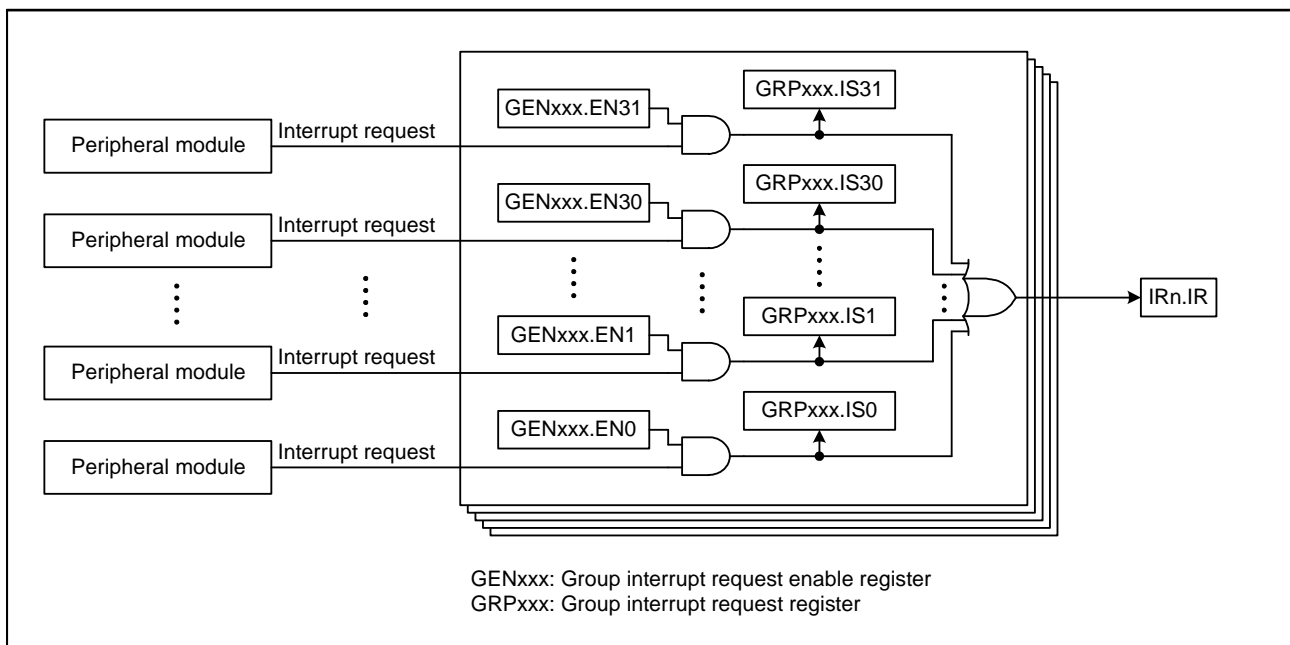 GRPxxx.IS31
GENxxx.EN31
Peripheral module
Interrupt request
GRPxxx.IS30
GENxxx.EN30
Peripheral module
Interrupt request
IRn.IR
GRPxxx.IS1
GENxxx.EN1
Peripheral module
Interrupt request
GRPxxx.IS0
GENxxx.EN0
Peripheral module
Interrupt request
GENxxx: Group interrupt request enable register
GRPxxx: Group interrupt request register